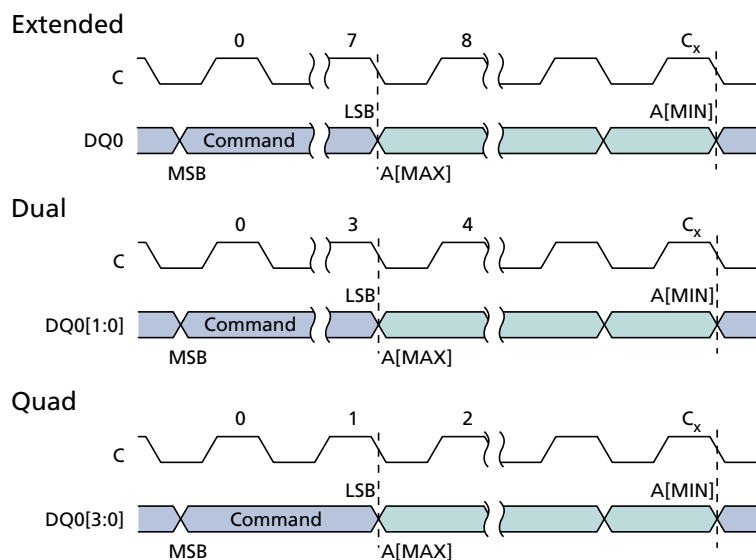 Extended
0 7 8 Cx
C
LSB A[MIN]
DQ0 Command
MSB A[MAX]
Dual
0 3 4 Cx
C
LSB A[MIN]
DQ0[1:0] Command
MSB A[MAX]
Quad
0 1 2 Cx
C
LSB A[MIN]
DQ0[3:0] Command
MSB A[MAX]